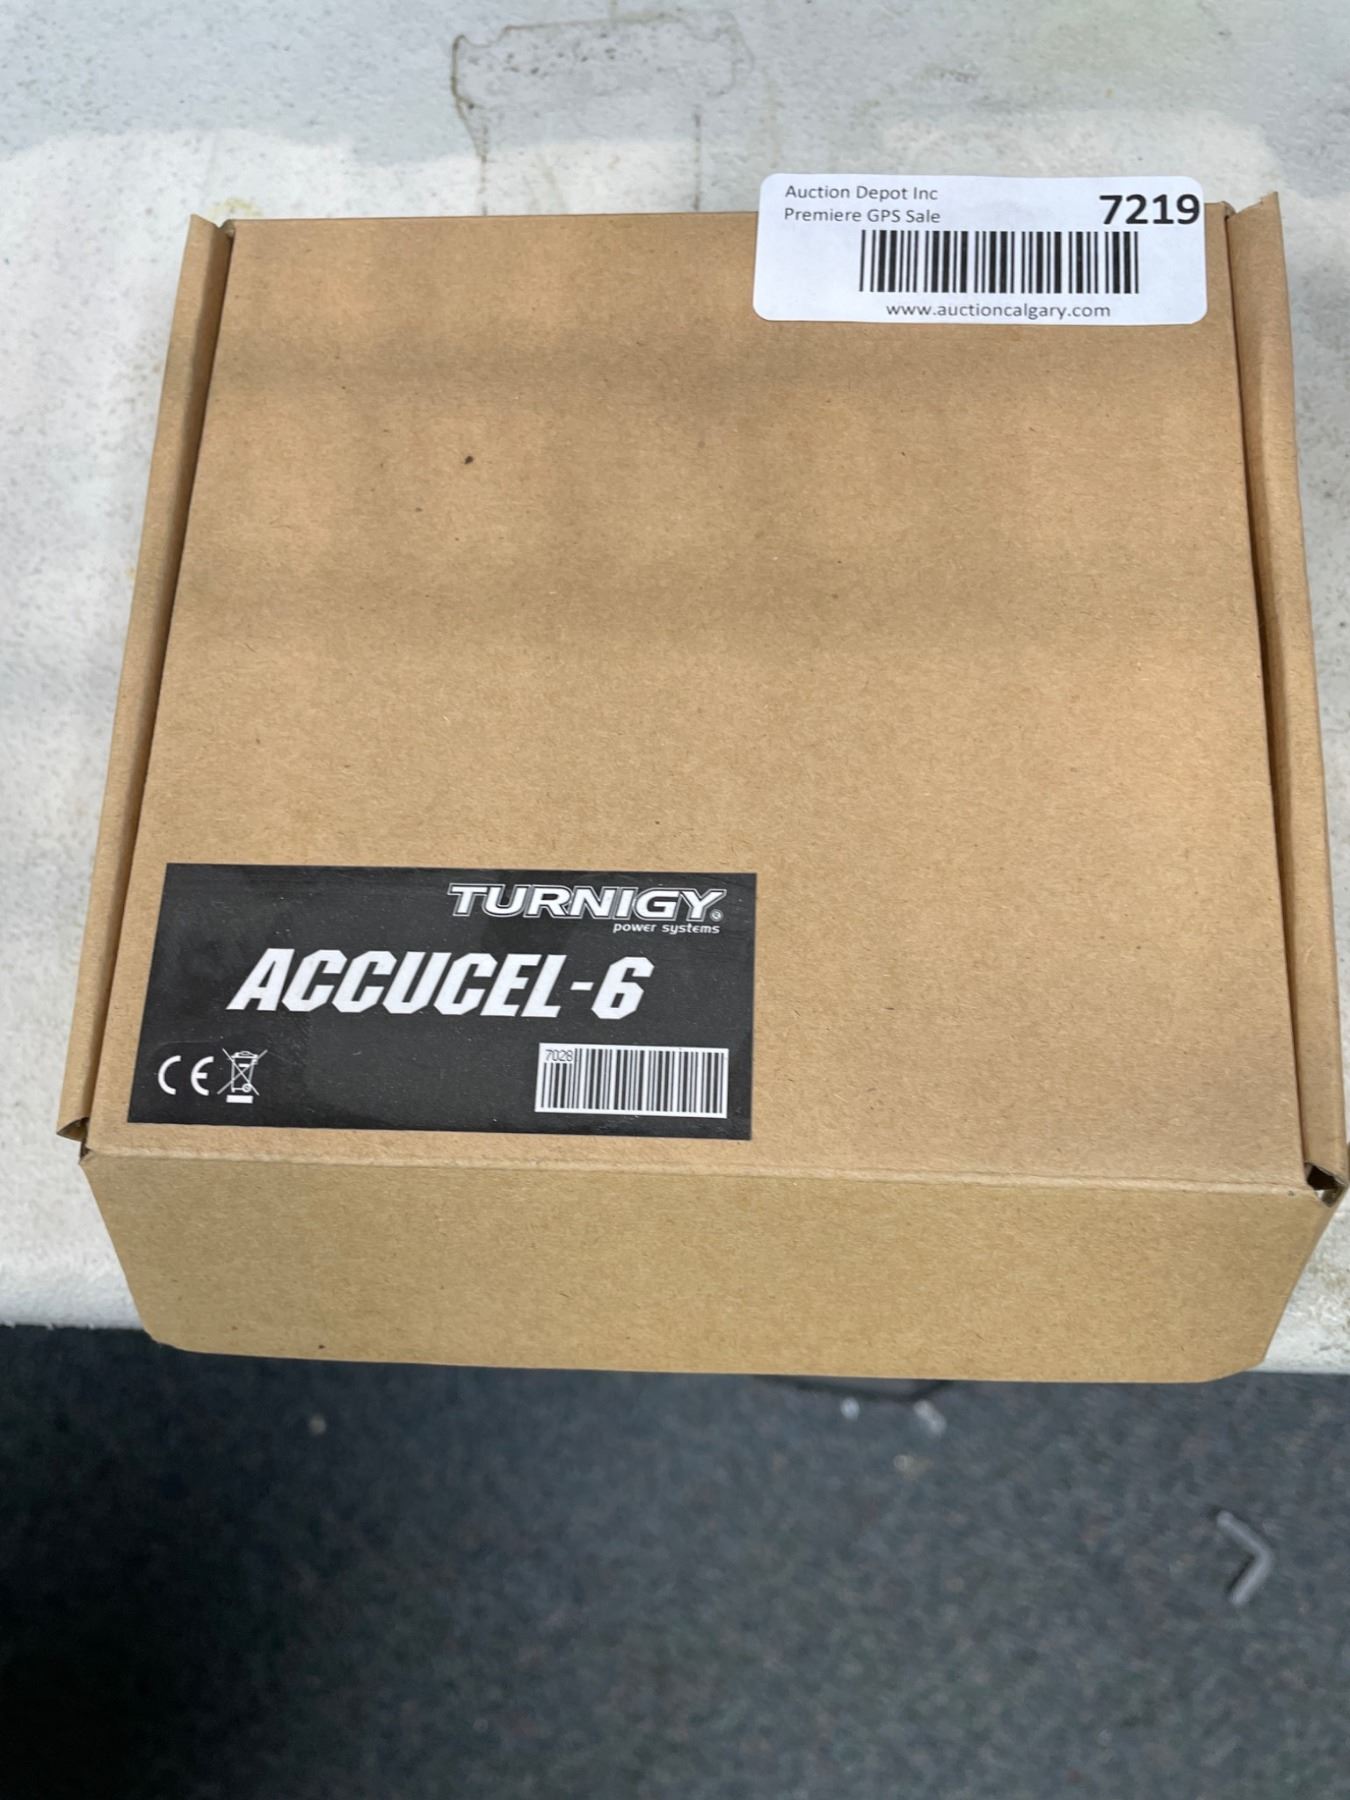 Auction Depot Inc
Premiere GPS Sale
7219
www.auctioncalgary.com
TURNIGY®
power systems
ACCUCEL-6
CE
7028